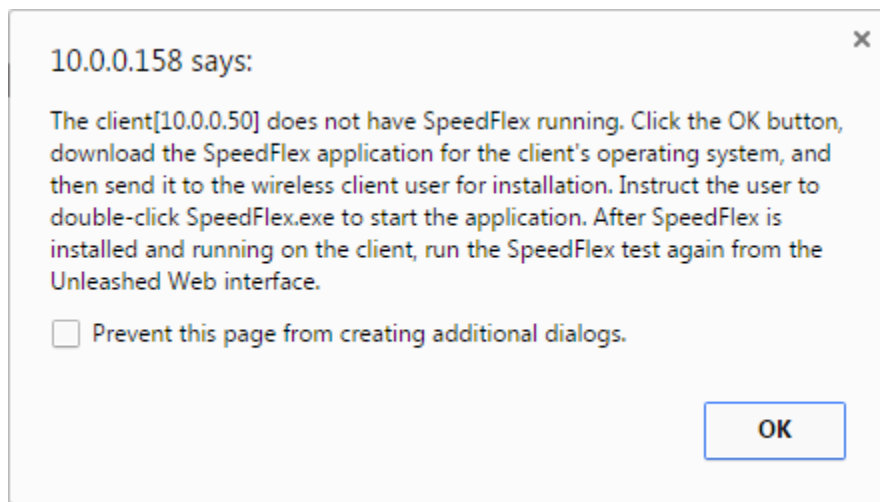 10.0.0.158 says:
The client[10.0.0.50] does not have SpeedFlex running. Click the OK button,
download the SpeedFlex application for the client's operating system, and
then send it to the wireless client user for installation. Instruct the user to
double-click SpeedFlex.exe to start the application. After SpeedFlex is
installed and running on the client, run the SpeedFlex test again from the
Unleashed Web interface.
Prevent this page from creating additional dialogs.
OK